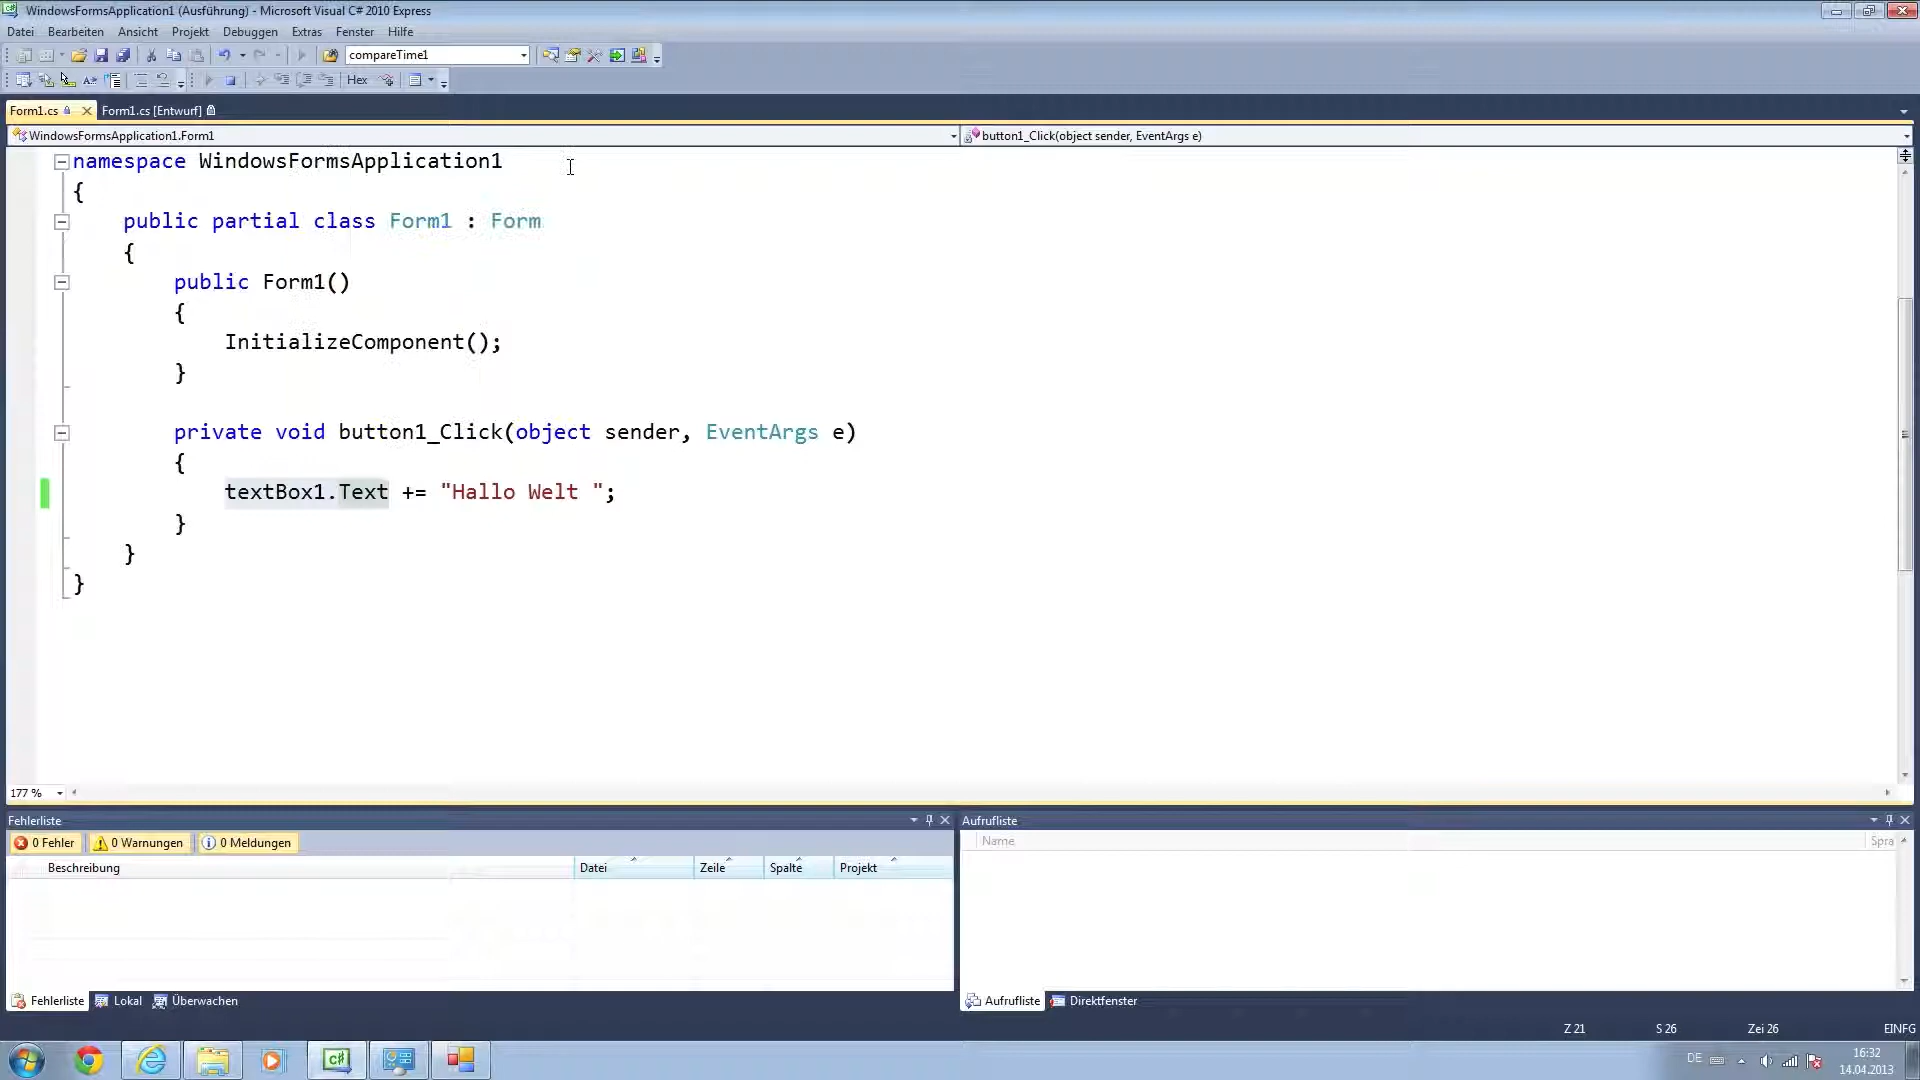 WindowsFormsApplication1 (Ausführung) - Microsoft Visual C# 2010 Express
Datei Bearbeiten Ansicht Projekt Debuggen Extras Fenster Hilfe
compareTime1
Hex
Form1.cs Form1.cs [Entwurf]
WindowsFormsApplication1.Form1 button1_Click(object sender, EventArgs e)
namespace WindowsFormsApplication1
{
public partial class Form1 : Form
{
public Form1()
{
InitializeComponent();
}
private void button1_Click(object sender, EventArgs e)
{
textBox1.Text += "Hallo Welt ";
}
}
}
177 %
Fehlerliste Aufrufliste
0 Fehler 0 Warnungen 0 Meldungen Name Spra
Beschreibung Datei Zeile Spalte Projekt
Fehlerliste Lokal Überwachen Aufrufliste Direktfenster
Z 21 S 26 Zei 26 EINFG
DE 16:32
14.04.2013